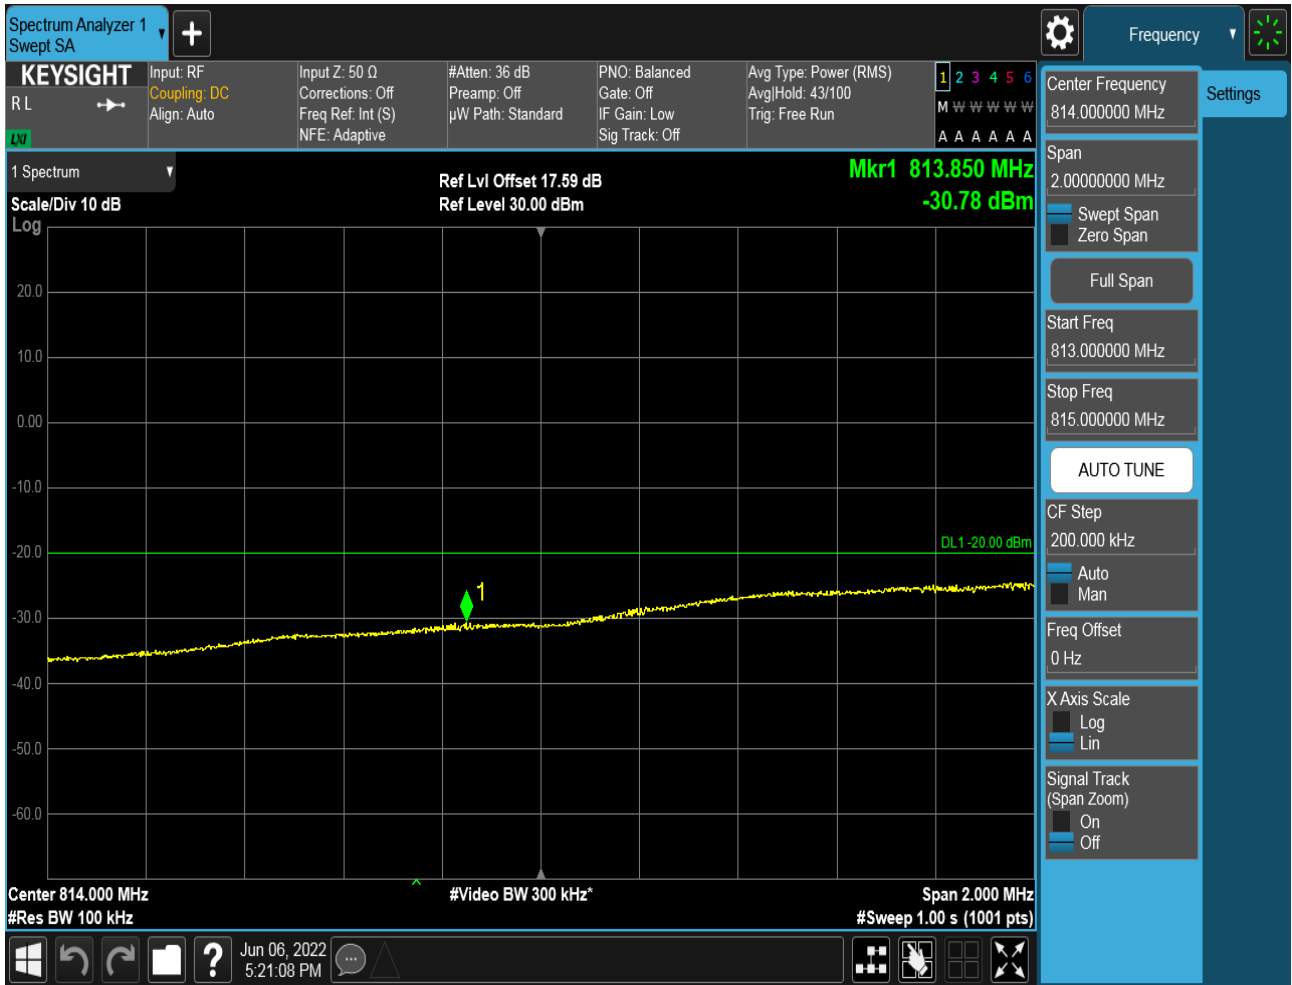 Spectrum Analyzer 1
Swept SA
Frequency
KEYSIGHT
R L
LXI
Input: RF
Coupling: DC
Align: Auto
Input Z: 50 Ω
Corrections: Off
Freq Ref: Int (S)
NFE: Adaptive
#Atten: 36 dB
Preamp: Off
µW Path: Standard
PNO: Balanced
Gate: Off
IF Gain: Low
Sig Track: Off
Avg Type: Power (RMS)
Avg|Hold: 43/100
Trig: Free Run
1 2 3 4 5 6
M W W W W W
A A A A A A
1 Spectrum
Scale/Div 10 dB
Log
Ref Lvl Offset 17.59 dB
Ref Level 30.00 dBm
Mkr1 813.850 MHz
-30.78 dBm
20.0
10.0
0.00
-10.0
-20.0
-30.0
-40.0
-50.0
-60.0
DL1 -20.00 dBm
1
Center 814.000 MHz
#Res BW 100 kHz
#Video BW 300 kHz*
Span 2.000 MHz
#Sweep 1.00 s (1001 pts)
?
Jun 06, 2022
5:21:08 PM
Center Frequency
814.000000 MHz
Span
2.00000000 MHz
Swept Span
Zero Span
Full Span
Start Freq
813.000000 MHz
Stop Freq
815.000000 MHz
AUTO TUNE
CF Step
200.000 kHz
Auto
Man
Freq Offset
0 Hz
X Axis Scale
Log
Lin
Signal Track
(Span Zoom)
On
Off
Settings